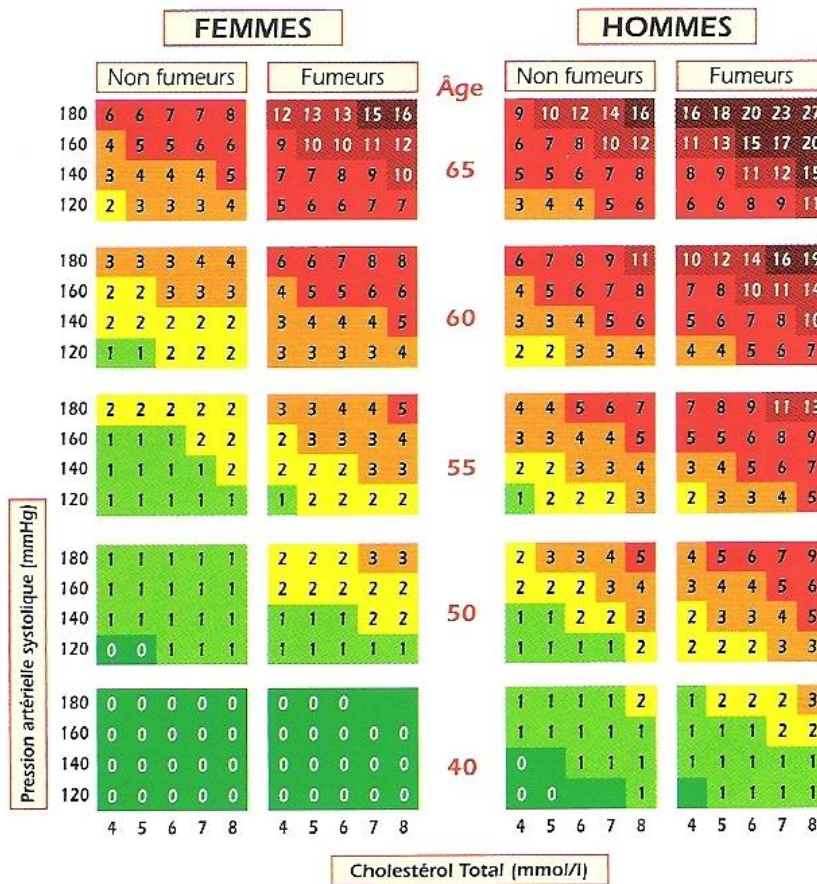 FEMMES HOMMES
Non fumeurs Fumeurs Âge Non fumeurs Fumeurs
180 6 6 7 7 8 12 13 13 15 16 9 10 12 14 16 16 18 20 23 27
160 4 5 5 6 6 9 10 10 11 12 6 7 8 10 12 11 13 15 17 20
65
140 3 4 4 4 5 7 7 8 9 10 5 5 6 7 8 8 9 11 12 15
120 2 3 3 3 4 5 6 6 7 7 3 4 4 5 6 6 6 8 9 11
180 3 3 3 4 4 6 6 7 8 8 6 7 8 9 11 10 12 14 16 19
160 2 2 3 3 3 4 5 5 6 6 4 5 6 7 8 7 8 10 11 14
60
140 2 2 2 2 2 3 4 4 4 5 3 3 4 5 6 5 6 7 8 10
120 1 1 2 2 2 3 3 3 3 4 2 2 3 3 4 4 4 5 6 7
180 2 2 2 2 2 3 3 4 4 5 4 4 5 6 7 7 8 9 11 13
160 1 1 1 2 2 2 3 3 3 4 3 3 4 4 5 5 5 6 8 9
55
140 1 1 1 1 2 2 2 2 3 3 2 2 3 3 4 3 4 5 6 7
120 1 1 1 1 1 1 2 2 2 2 1 2 2 2 3 2 3 3 4 5
180 1 1 1 1 1 2 2 2 3 3 2 3 3 4 5 4 5 6 7 9
160 1 1 1 1 1 2 2 2 2 2 2 2 2 3 4 3 4 4 5 6
50
140 1 1 1 1 1 1 1 1 2 2 1 1 2 2 3 2 3 3 4 5
120 0 0 1 1 1 1 1 1 1 1 1 1 1 1 2 2 2 2 3 3
180 0 0 0 0 0 0 0 0 1 1 1 1 2 1 2 2 2 3
160 0 0 0 0 0 0 0 0 0 0 1 1 1 1 1 1 1 1 2 2
40
140 0 0 0 0 0 0 0 0 0 0 0 1 1 1 1 1 1 1 1
120 0 0 0 0 0 0 0 0 0 0 0 0 1 1 1 1 1
4 5 6 7 8 4 5 6 7 8 4 5 6 7 8 4 5 6 7 8
Pression artérielle systolique (mmHg)
Cholestérol Total (mmol/l)